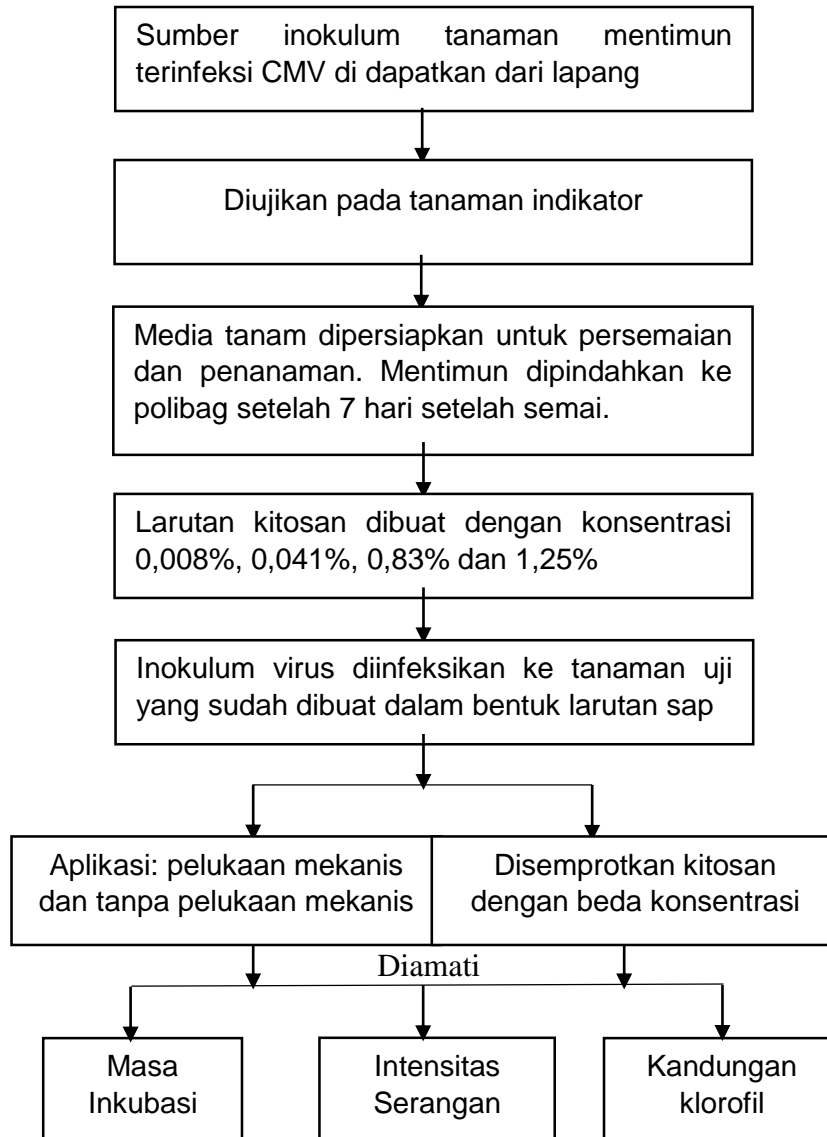 Sumber inokulum tanaman mentimun
terinfeksi CMV di dapatkan dari lapang
Diujikan pada tanaman indikator
Media tanam dipersiapkan untuk persemaian
dan penanaman. Mentimun dipindahkan ke
polibag setelah 7 hari setelah semai.
Larutan kitosan dibuat dengan konsentrasi
0,008%, 0,041%, 0,83% dan 1,25%
Inokulum virus diinfeksikan ke tanaman uji
yang sudah dibuat dalam bentuk larutan sap
Aplikasi: pelukaan mekanis
dan tanpa pelukaan mekanis
Disemprotkan kitosan
dengan beda konsentrasi
Diamati
Masa
Inkubasi
Intensitas
Serangan
Kandungan
klorofil